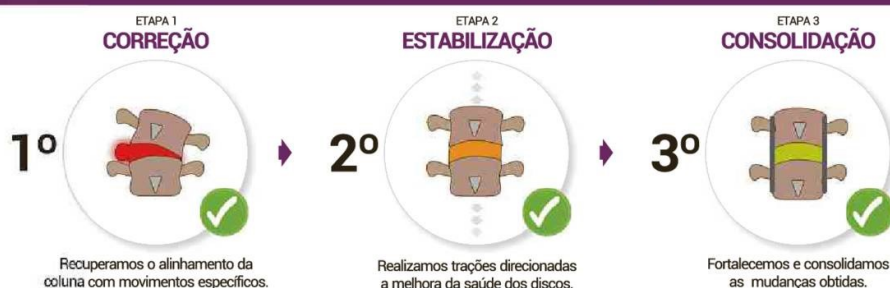 ETAPA 1
CORREÇÃO
1º
Recuperamos o alinhamento da
coluna com movimentos específicos.
ETAPA 2
ESTABILIZAÇÃO
2º
Realizamos trações direcionadas
a melhora da saúde dos discos.
ETAPA 3
CONSOLIDAÇÃO
3º
Fortalecemos e consolidamos
as mudanças obtidas.